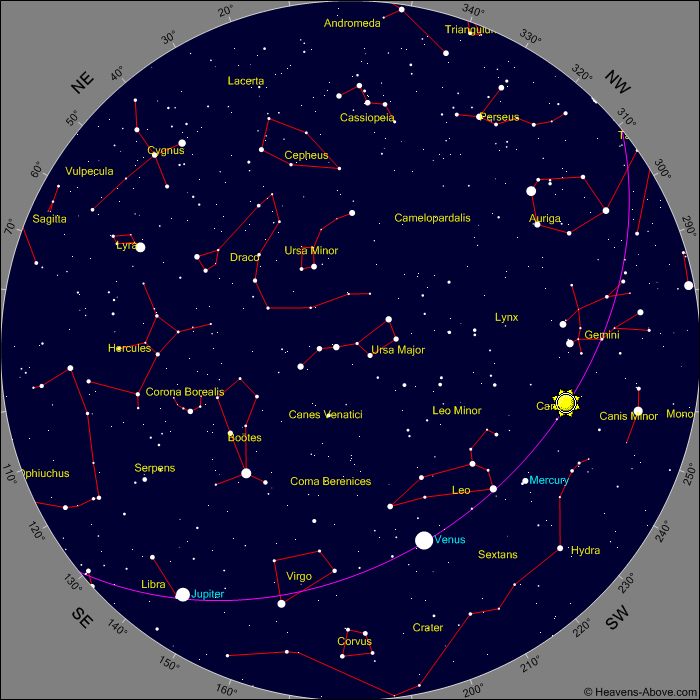 20°
Andromeda
340°
Triangulum
30°
330°
NE
40°
Lacerta
Cassiopeia
Perseus
320°
NW
50°
310°
Cygnus
Cepheus
Ta
60°
Vulpecula
300°
Sagitta
Camelopardalis
Auriga
70°
Lyra
Draco
Ursa Minor
290°
Lynx
Gemini
Hercules
Ursa Major
Corona Borealis
Canes Venatici
Leo Minor
Can
Canis Minor
Mono
Bootes
110°
Ophiuchus
Serpens
Coma Berenices
Leo
Mercury
250°
120°
Venus
Sextans
Hydra
240°
130°
Libra
Jupiter
Virgo
230°
SE
140°
Corvus
Crater
220°
SW
150°
160°
200°
210°
© Heavens-Above.com